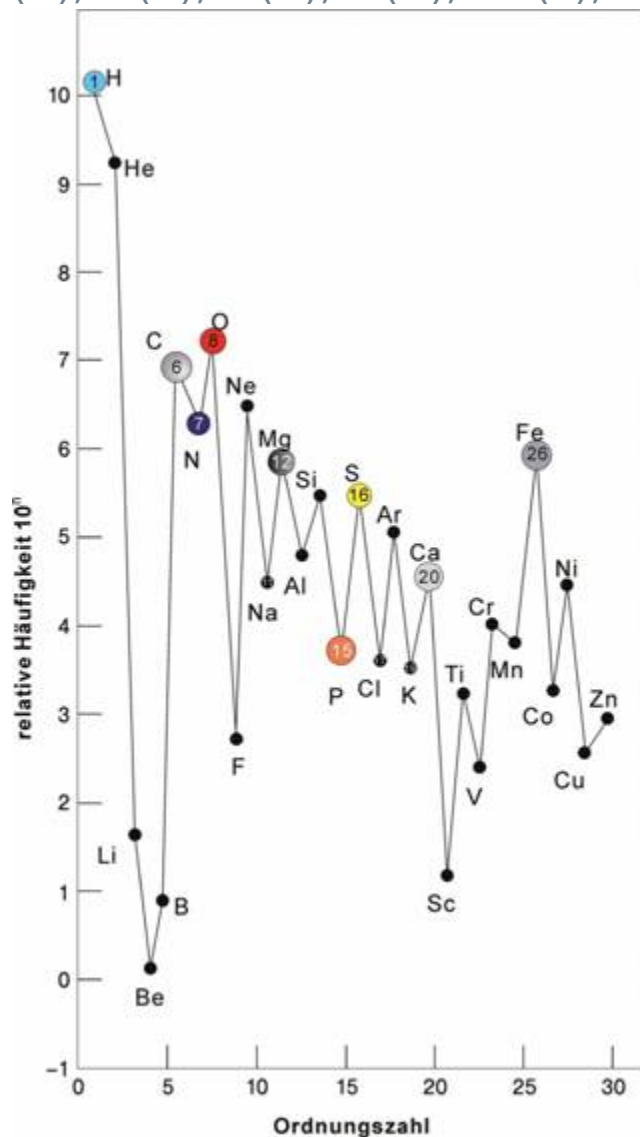 10
9
8
7
6
5
4
3
2
1
0
−1
relative Häufigkeit 10ⁿ
1 H
He
Li
Be
B
C
6
7
N
O
8
F
Ne
Na
Mg
12
Al
Si
15
P
S
16
Cl
Ar
K
Ca
20
Sc
Ti
V
Cr
Mn
Fe
26
Co
Ni
Cu
Zn
0 5 10 15 20 25 30
Ordnungszahl